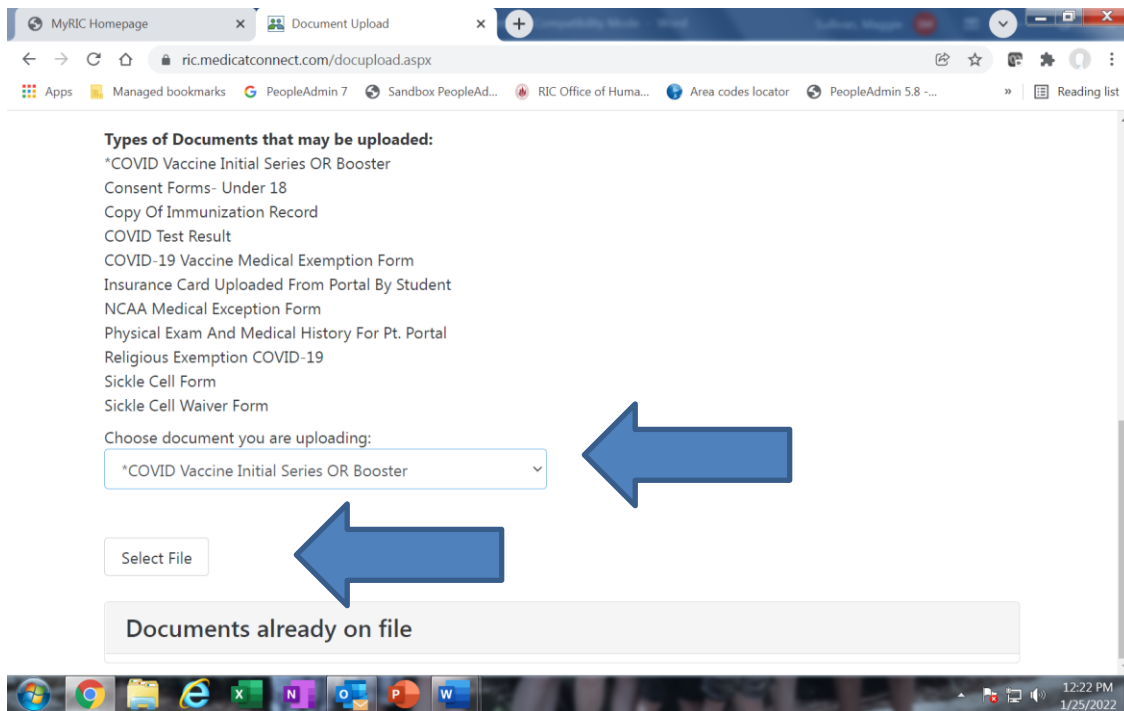 MyRIC Homepage
Document Upload
ric.medicatconnect.com/docupload.aspx
Apps
Managed bookmarks
PeopleAdmin 7
Sandbox PeopleAd...
RIC Office of Huma...
Area codes locator
PeopleAdmin 5.8 -...
»
Reading list
Types of Documents that may be uploaded:
*COVID Vaccine Initial Series OR Booster
Consent Forms- Under 18
Copy Of Immunization Record
COVID Test Result
COVID-19 Vaccine Medical Exemption Form
Insurance Card Uploaded From Portal By Student
NCAA Medical Exception Form
Physical Exam And Medical History For Pt. Portal
Religious Exemption COVID-19
Sickle Cell Form
Sickle Cell Waiver Form
Choose document you are uploading:
*COVID Vaccine Initial Series OR Booster
Select File
Documents already on file
12:22 PM
1/25/2022